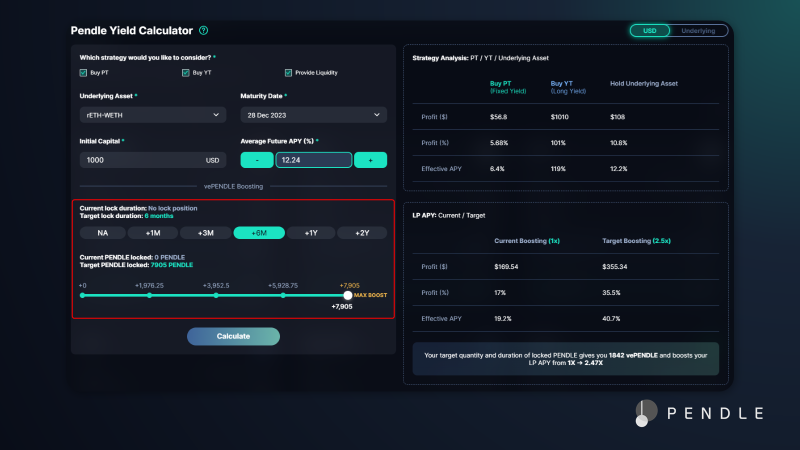 Pendle Yield Calculator ?
USD Underlying
Which strategy would you like to consider? *
Buy PT Buy YT Provide Liquidity
Underlying Asset * Maturity Date *
rETH-WETH 28 Dec 2023
Initial Capital * Average Future APY (%) *
1000 USD - 12.24 +
vePENDLE Boosting
Current lock duration: No lock position
Target lock duration: 6 months
NA +1M +3M +6M +1Y +2Y
Current PENDLE locked: 0 PENDLE
Target PENDLE locked: 7905 PENDLE
+0 +1,976.25 +3,952.5 +5,928.75 +7,905
MAX BOOST
+7,905
Calculate
Strategy Analysis: PT / YT / Underlying Asset
Buy PT Buy YT Hold Underlying Asset
(Fixed Yield) (Long Yield)
Profit ($) $56.8 $1010 $108
Profit (%) 5.68% 101% 10.8%
Effective APY 6.4% 119% 12.2%
LP APY: Current / Target
Current Boosting (1x) Target Boosting (2.5x)
Profit ($) $169.54 $355.34
Profit (%) 17% 35.5%
Effective APY 19.2% 40.7%
Your target quantity and duration of locked PENDLE gives you 1842 vePENDLE and boosts your
LP APY from 1X → 2.47X
PENDLE